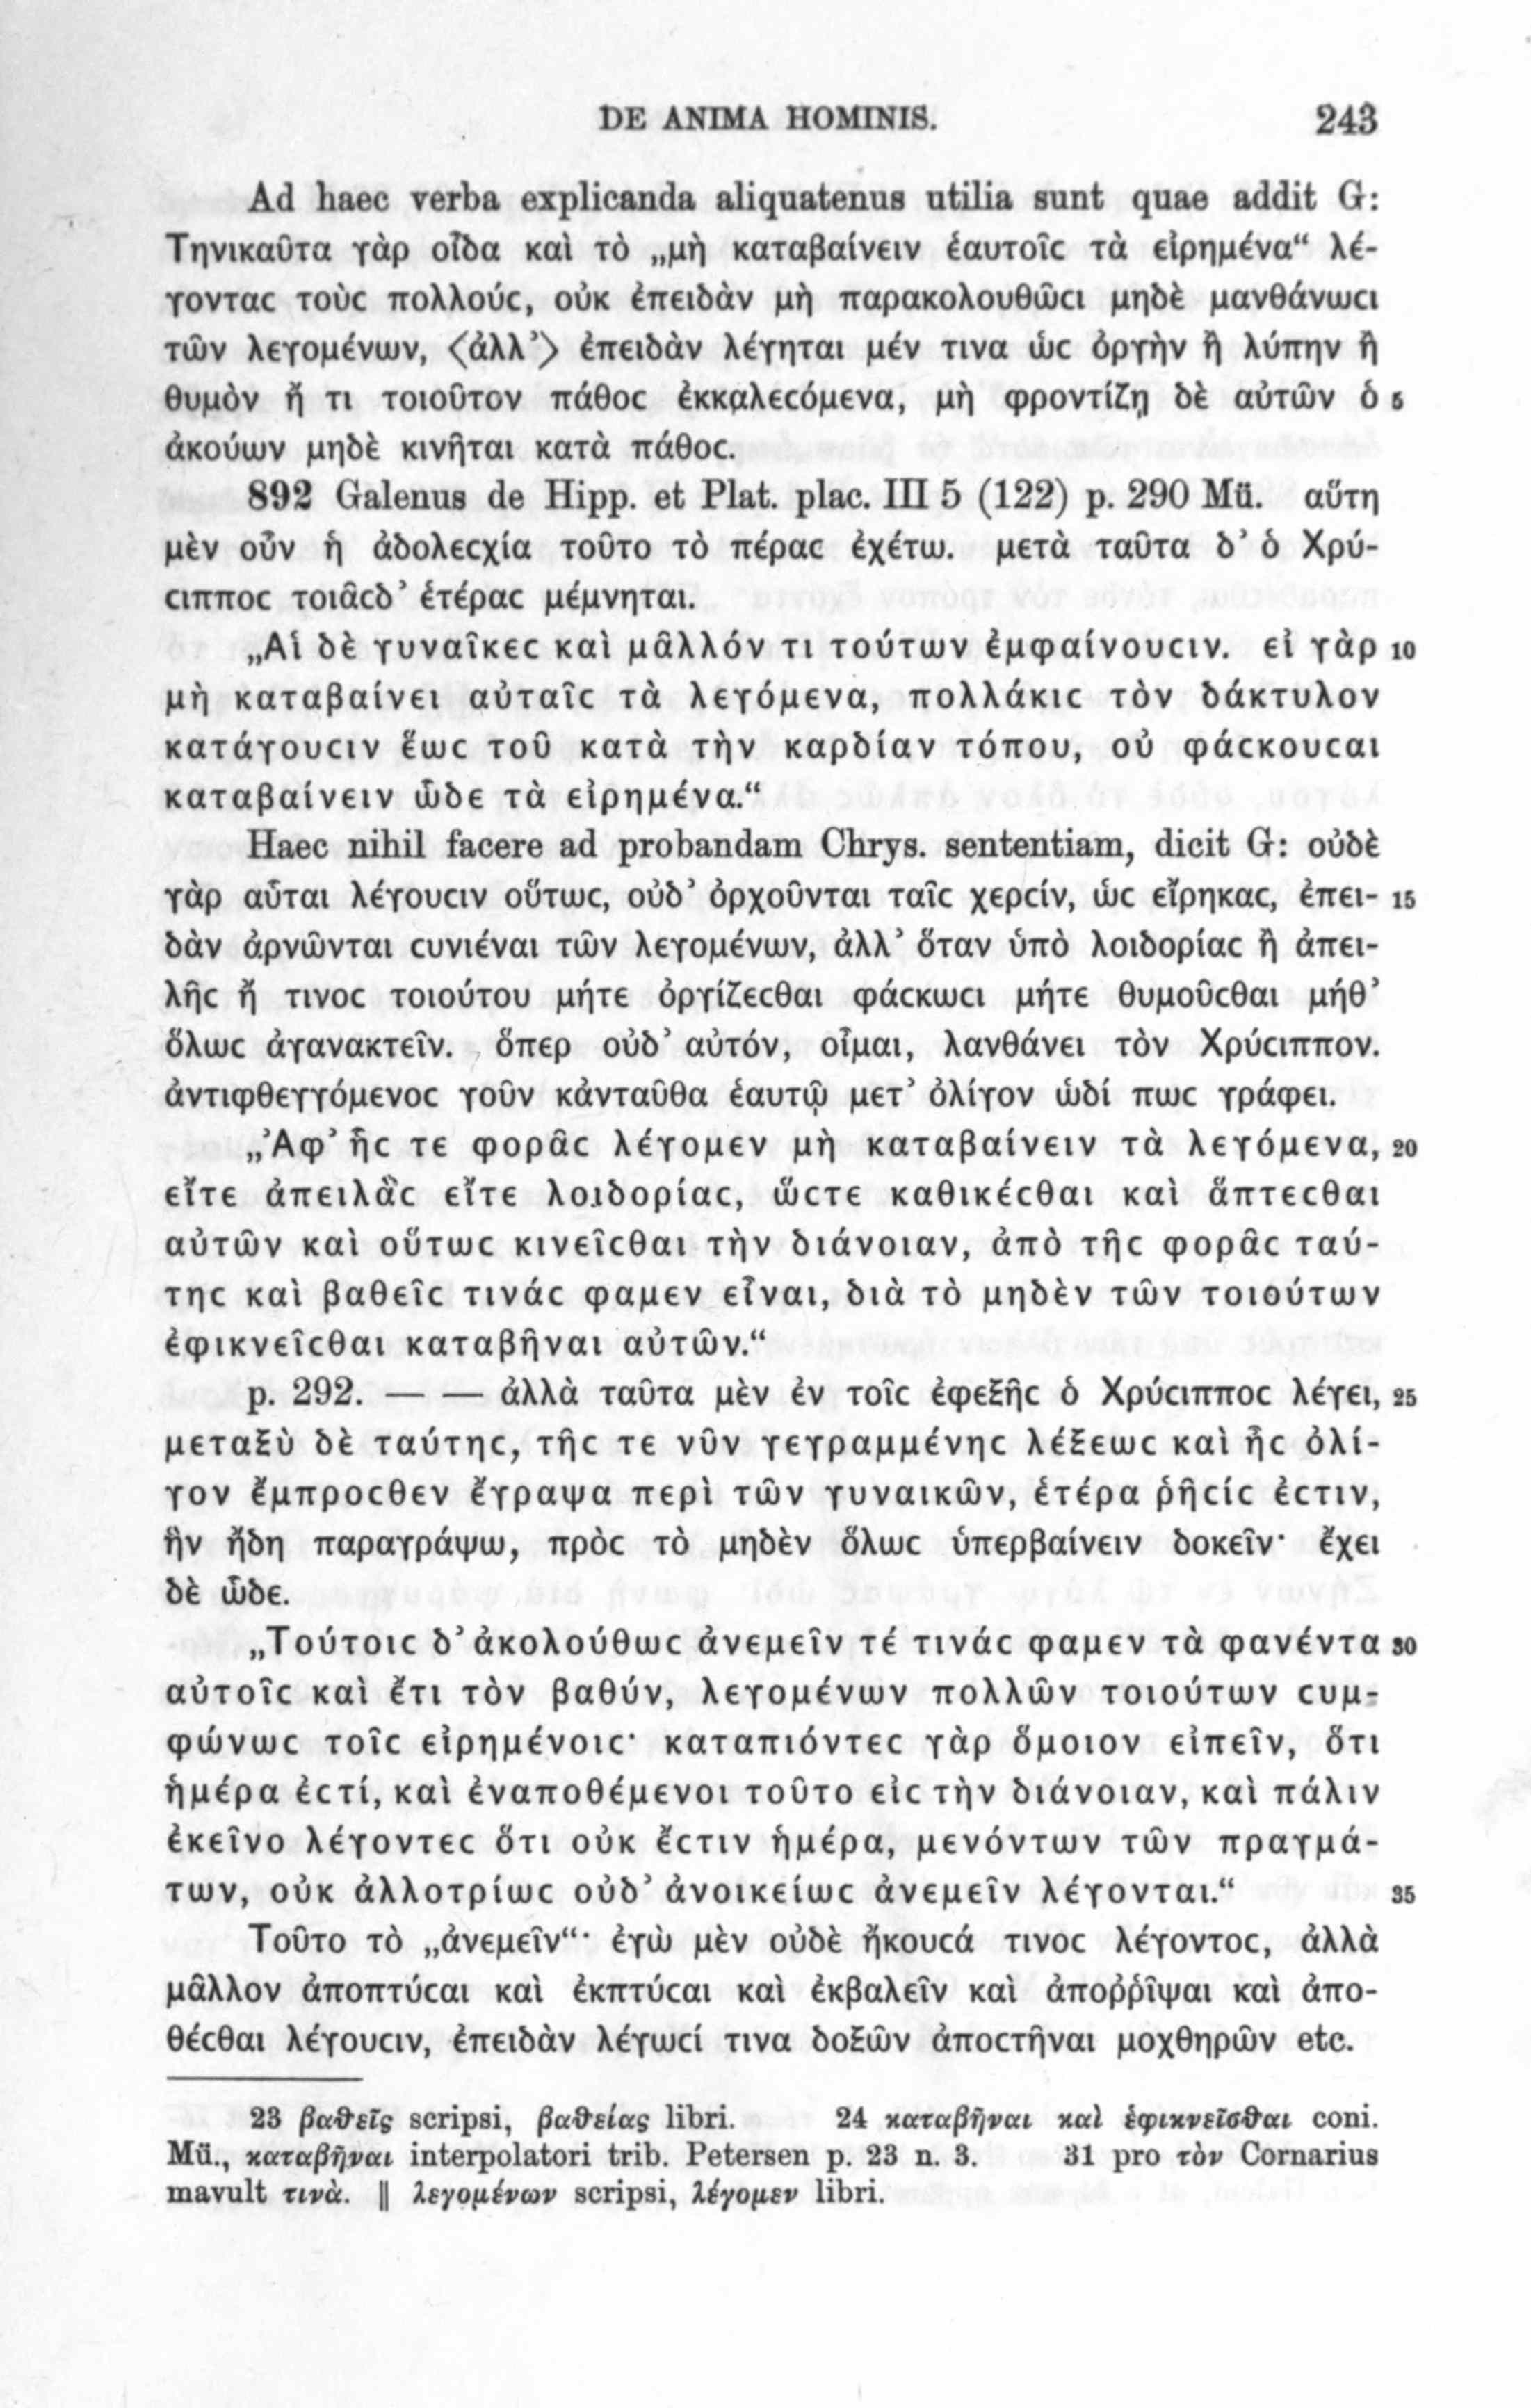 DE ANIMA HOMINIS. 243
Ad haec verba explicanda aliquatenus utilia sunt quae addit G:
Τηνικαῦτα γὰρ οἶδα καὶ τὸ „μὴ καταβαίνειν ἑαυτοῖϲ τὰ εἰρημένα“ λέ-
γονταϲ τοὺϲ πολλούϲ, οὐκ ἐπειδὰν μὴ παρακολουθῶϲι μηδὲ μανθάνωϲι
τῶν λεγομένων, ⟨ἀλλ’⟩ ἐπειδὰν λέγηται μέν τινα ὡϲ ὀργὴν ἢ λύπην ἢ
θυμὸν ἤ τι τοιοῦτον πάθοϲ ἐκκαλεϲόμενα, μὴ φροντίζῃ δὲ αὐτῶν ὁ 5
ἀκούων μηδὲ κινῆται κατὰ πάθοϲ.
892 Galenus de Hipp. et Plat. plac. III 5 (122) p. 290 Mü. αὕτη
μὲν οὖν ἡ ἀδολεϲχία τοῦτο τὸ πέραϲ ἐχέτω. μετὰ ταῦτα δ’ ὁ Χρύ-
ϲιπποϲ τοιᾶϲδ’ ἑτέραϲ μέμνηται.
„Αἱ δὲ γυναῖκεϲ καὶ μᾶλλόν τι τούτων ἐμφαίνουϲιν. εἰ γὰρ 10
μὴ καταβαίνει αὐταῖϲ τὰ λεγόμενα, πολλάκιϲ τὸν δάκτυλον
κατάγουϲιν ἕωϲ τοῦ κατὰ τὴν καρδίαν τόπου, οὐ φάϲκουϲαι
καταβαίνειν ὧδε τὰ εἰρημένα.“
Haec nihil facere ad probandam Chrys. sententiam, dicit G: οὐδὲ
γὰρ αὗται λέγουϲιν οὕτωϲ, οὐδ’ ὀρχοῦνται ταῖϲ χερϲίν, ὡϲ εἴρηκαϲ, ἐπει- 15
δὰν ἀρνῶνται ϲυνιέναι τῶν λεγομένων, ἀλλ’ ὅταν ὑπὸ λοιδορίαϲ ἢ ἀπει-
λῆϲ ἤ τινοϲ τοιούτου μήτε ὀργίζεϲθαι φάϲκωϲι μήτε θυμοῦϲθαι μήθ’
ὅλωϲ ἀγανακτεῖν. ὅπερ οὐδ’ αὐτόν, οἶμαι, λανθάνει τὸν Χρύϲιππον.
ἀντιφθεγγόμενοϲ γοῦν κἀνταῦθα ἑαυτῷ μετ’ ὀλίγον ὡδί πωϲ γράφει.
„Ἀφ’ ἧϲ τε φορᾶϲ λέγομεν μὴ καταβαίνειν τὰ λεγόμενα, 20
εἴτε ἀπειλὰϲ εἴτε λοιδορίαϲ, ὥϲτε καθικέϲθαι καὶ ἅπτεϲθαι
αὐτῶν καὶ οὕτωϲ κινεῖϲθαι τὴν διάνοιαν, ἀπὸ τῆϲ φορᾶϲ ταύ-
τηϲ καὶ βαθεῖϲ τινάϲ φαμεν εἶναι, διὰ τὸ μηδὲν τῶν τοιούτων
ἐφικνεῖϲθαι καταβῆναι αὐτῶν.“
p. 292. — — ἀλλὰ ταῦτα μὲν ἐν τοῖϲ ἐφεξῆϲ ὁ Χρύϲιπποϲ λέγει, 25
μεταξὺ δὲ ταύτηϲ, τῆϲ τε νῦν γεγραμμένηϲ λέξεωϲ καὶ ἧϲ ὀλί-
γον ἔμπροϲθεν ἔγραψα περὶ τῶν γυναικῶν, ἑτέρα ῥῆϲίϲ ἐϲτιν,
ἣν ἤδη παραγράψω, πρὸϲ τὸ μηδὲν ὅλωϲ ὑπερβαίνειν δοκεῖν· ἔχει
δὲ ὧδε.
„Τούτοιϲ δ’ ἀκολούθωϲ ἀνεμεῖν τέ τινάϲ φαμεν τὰ φανέντα 30
αὐτοῖϲ καὶ ἔτι τὸν βαθύν, λεγομένων πολλῶν τοιούτων ϲυμ-
φώνωϲ τοῖϲ εἰρημένοιϲ· καταπιόντεϲ γὰρ ὅμοιον εἰπεῖν, ὅτι
ἡμέρα ἐϲτί, καὶ ἐναποθέμενοι τοῦτο εἰϲ τὴν διάνοιαν, καὶ πάλιν
ἐκεῖνο λέγοντεϲ ὅτι οὐκ ἔϲτιν ἡμέρα, μενόντων τῶν πραγμά-
των, οὐκ ἀλλοτρίωϲ οὐδ’ ἀνοικείωϲ ἀνεμεῖν λέγονται.“ 35
Τοῦτο τὸ „ἀνεμεῖν“· ἐγὼ μὲν οὐδὲ ἤκουϲά τινοϲ λέγοντοϲ, ἀλλὰ
μᾶλλον ἀποπτύϲαι καὶ ἐκπτύϲαι καὶ ἐκβαλεῖν καὶ ἀποῤῥῖψαι καὶ ἀπο-
θέϲθαι λέγουϲιν, ἐπειδὰν λέγωϲί τινα δοξῶν ἀποϲτῆναι μοχθηρῶν etc.
23 βαθεῖς scripsi, βαθείας libri. 24 καταβῆναι καὶ ἐφικνεῖσθαι coni.
Mü., καταβῆναι interpolatori trib. Petersen p. 23 n. 3. 31 pro τὸν Cornarius
mavult τινὰ. || λεγομένων scripsi, λέγομεν libri.